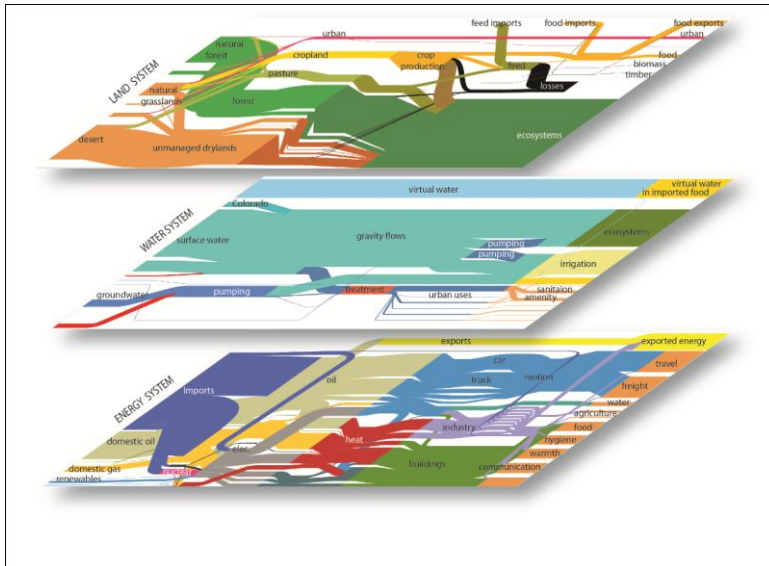 feed imports
food imports
food exports
urban
urban
natural
forest
cropland
crop
production
food
biomass
timber
feed
pasture
losses
LAND SYSTEM
natural
grasslands
forest
desert
unmanaged drylands
ecosystems
virtual water
virtual water
in imported food
Colorado
WATER SYSTEM
surface water
gravity flows
ecosystems
pumping
pumping
irrigation
groundwater
pumping
treatment
urban uses
sanitaion
amenity
exports
exported energy
ENERGY SYSTEM
imports
oil
car
truck
motion
travel
freight
water
agriculture
domestic oil
elec.
heat
industry
food
hygiene
warmth
domestic gas
nuclear
buildings
communication
renewables